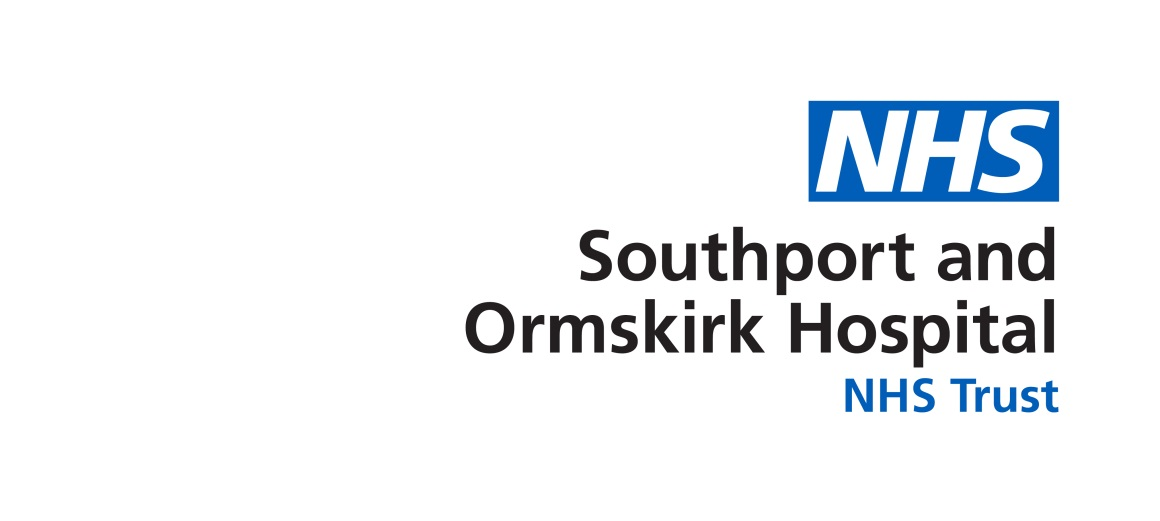 NHS
Southport and
Ormskirk Hospital
NHS Trust